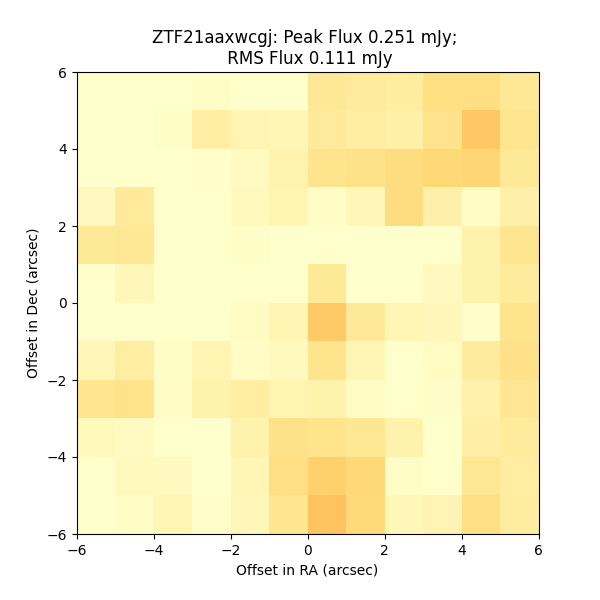 ZTF21aaxwcgj: Peak Flux 0.251 mJy;
RMS Flux 0.111 mJy
6
4
2
0
−2
−4
−6
Offset in Dec (arcsec)
−6 −4 −2 0 2 4 6
Offset in RA (arcsec)